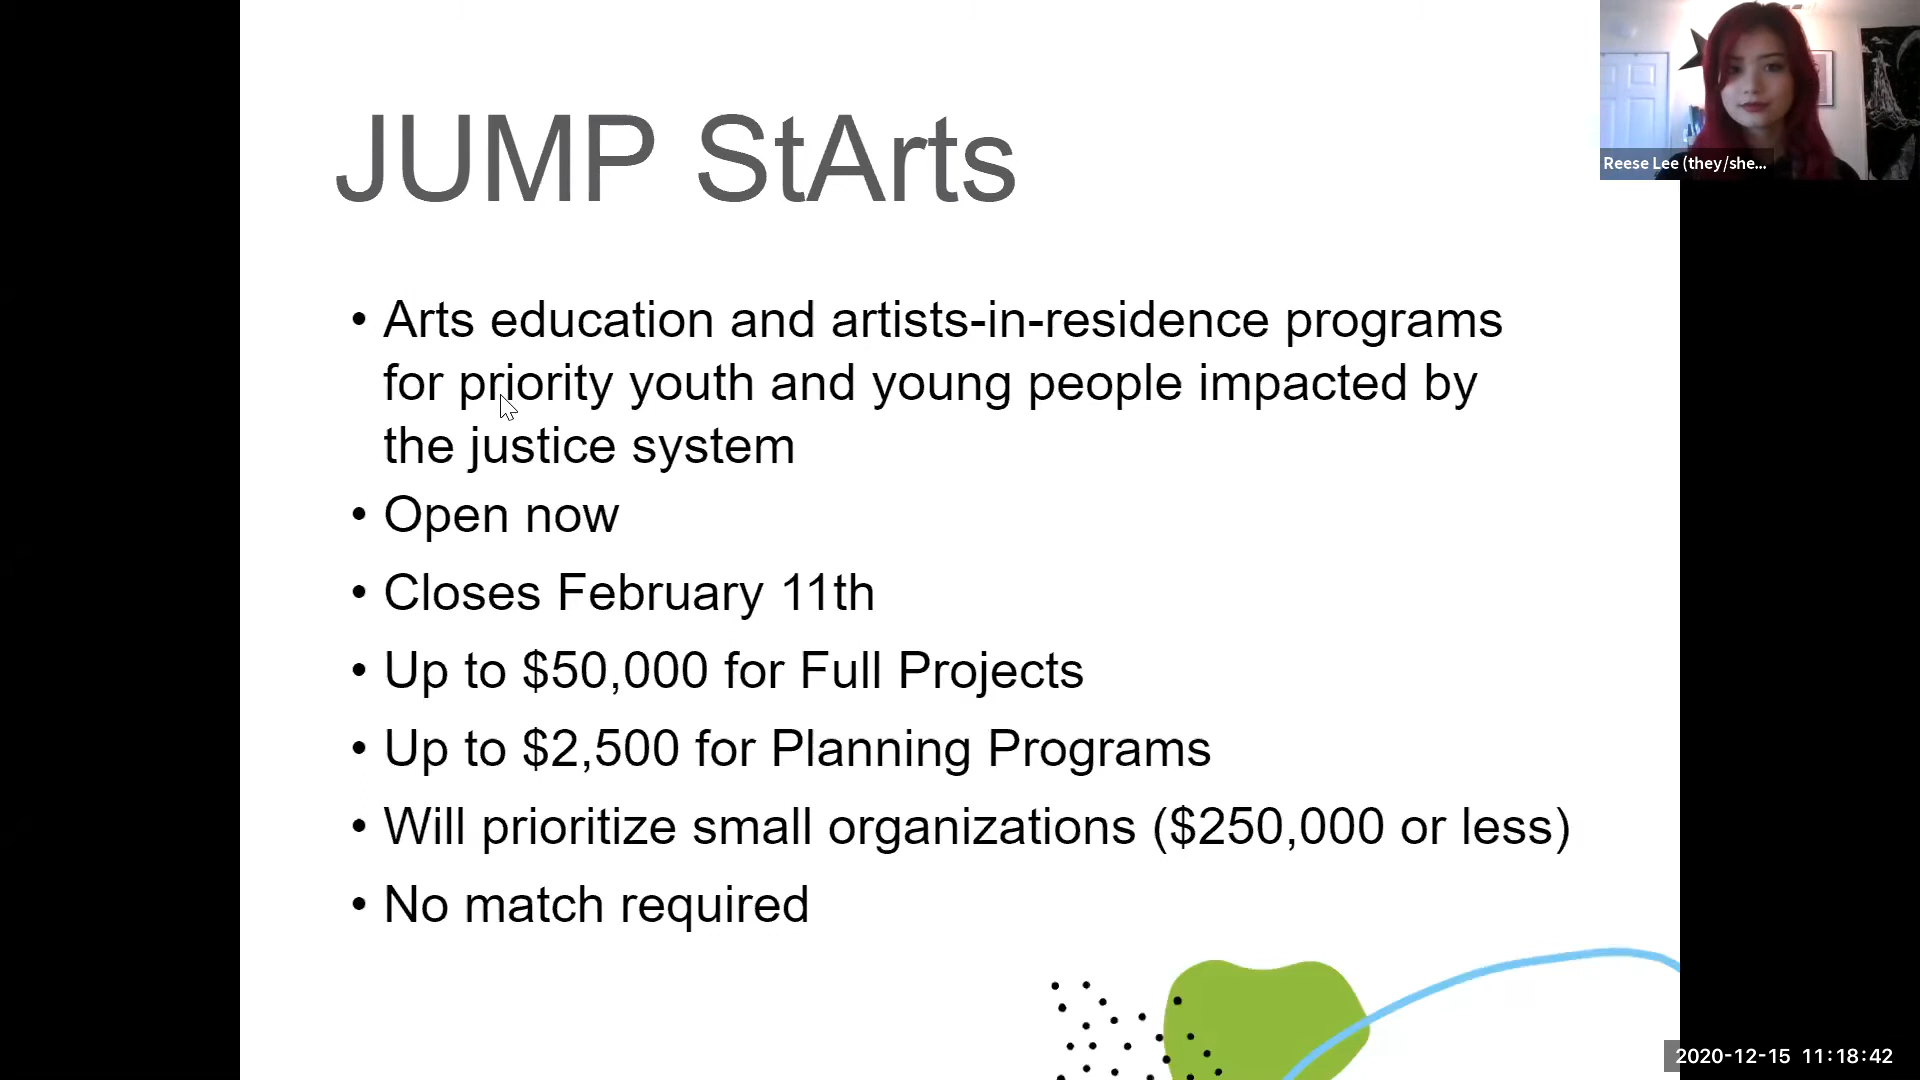 JUMP StArts
• Arts education and artists-in-residence programs
for priority youth and young people impacted by
the justice system
• Open now
• Closes February 11th
• Up to $50,000 for Full Projects
• Up to $2,500 for Planning Programs
• Will prioritize small organizations ($250,000 or less)
• No match required
Reese Lee (they/she...
2020-12-15 11:18:42